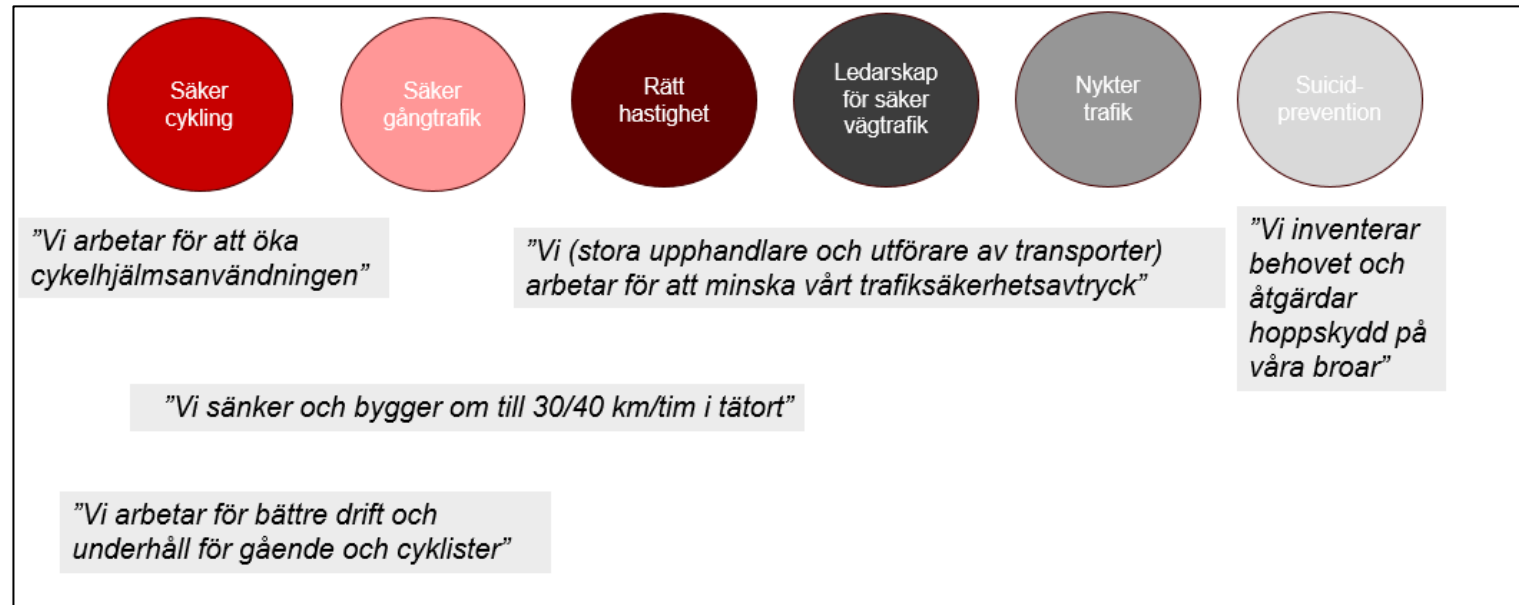 Säker
cykling
Säker
gångtrafik
Rätt
hastighet
Ledarskap
för säker
vägtrafik
Nykter
trafik
Suicid-
prevention
”Vi arbetar för att öka
cykelhjälmsanvändningen”
”Vi (stora upphandlare och utförare av transporter)
arbetar för att minska vårt trafiksäkerhetsavtryck”
”Vi inventerar
behovet och
åtgärdar
hoppskydd på
våra broar”
”Vi sänker och bygger om till 30/40 km/tim i tätort”
”Vi arbetar för bättre drift och
underhåll för gående och cyklister”